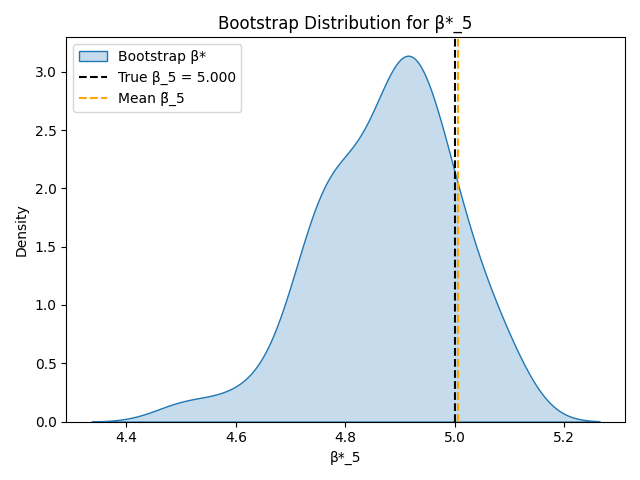 Bootstrap Distribution for β*_5
Bootstrap β*
True β_5 = 5.000
Mean β̂_5
Density
3.0
2.5
2.0
1.5
1.0
0.5
0.0
4.4 4.6 4.8 5.0 5.2
β*_5